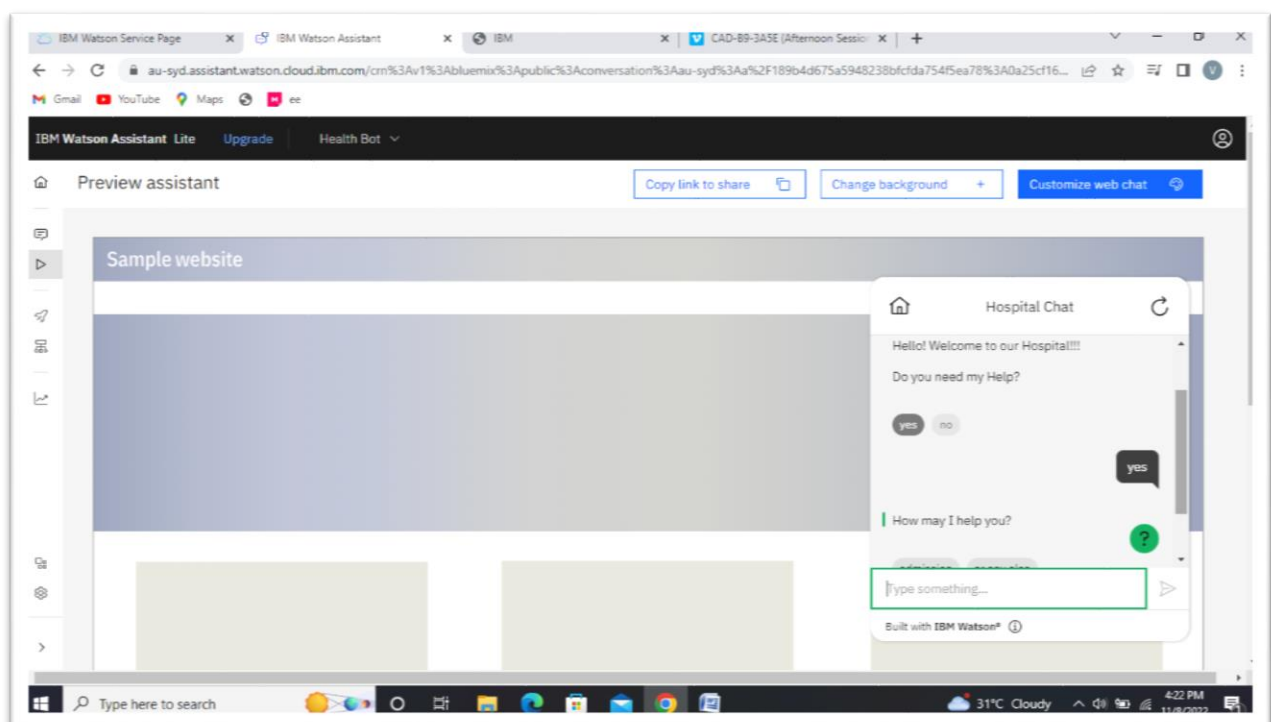 IBM Watson Service Page
IBM Watson Assistant
IBM
CAD-B9-3A5E (Afternoon Session
au-syd.assistant.watson.cloud.ibm.com/crn%3Av1%3Abluemix%3Apublic%3Aconversation%3Aau-syd%3Aa%2F189b4d675a5948238bfcfda754f5ea78%3A0a25cf16...
V
Gmail YouTube Maps ee
IBM Watson Assistant Lite Upgrade Health Bot
Preview assistant
Copy link to share
Change background +
Customize web chat
Sample website
Hospital Chat
Hello! Welcome to our Hospital!!!!
Do you need my Help?
yes no
yes
How may I help you?
?
Type something...
Built with IBM Watson®
Type here to search
31°C Cloudy
4:22 PM
11/8/2022